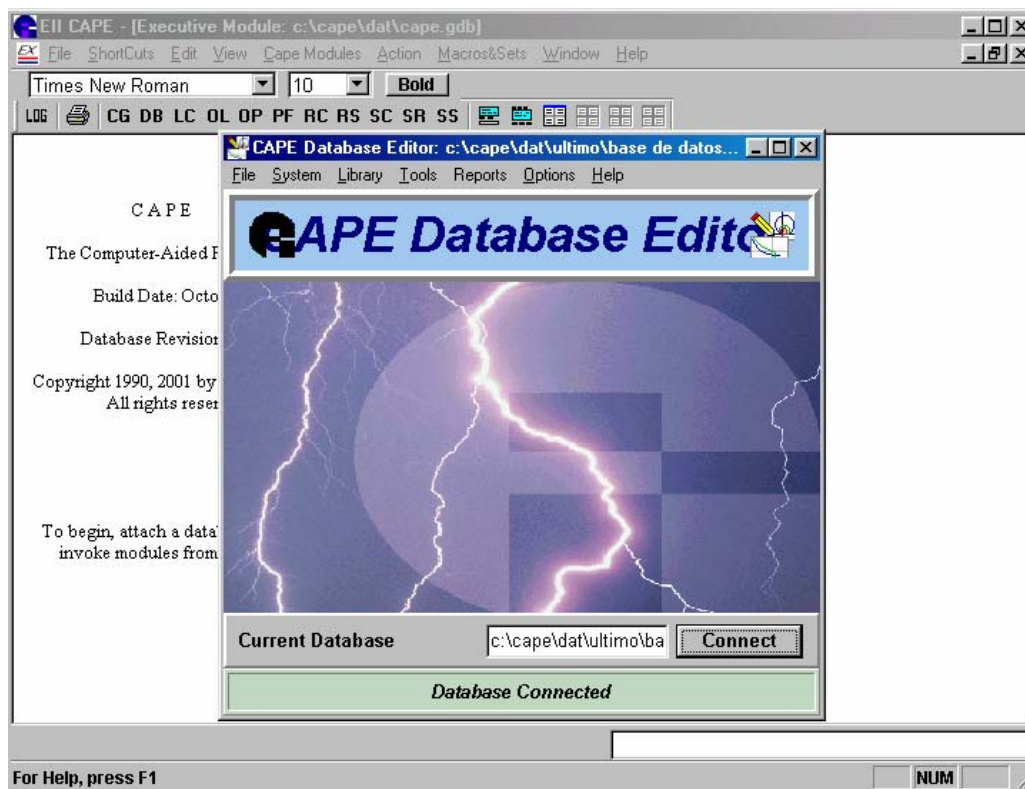 EII CAPE - [Executive Module: c:\cape\dat\cape.gdb]
EX File ShortCuts Edit View Cape Modules Action Macros&Sets Window Help
Times New Roman 10 Bold
LOG CG DB LC OL OP PF RC RS SC SR SS
CAPE Database Editor: c:\cape\dat\ultimo\base de datos...
File System Library Tools Reports Options Help
CAPE Database Edito
C A P E
The Computer-Aided
Build Date: Octo
Database Revision
Copyright 1990, 2001 by
All rights reser
To begin, attach a data
invoke modules from
Current Database c:\cape\dat\ultimo\ba Connect
Database Connected
For Help, press F1 NUM